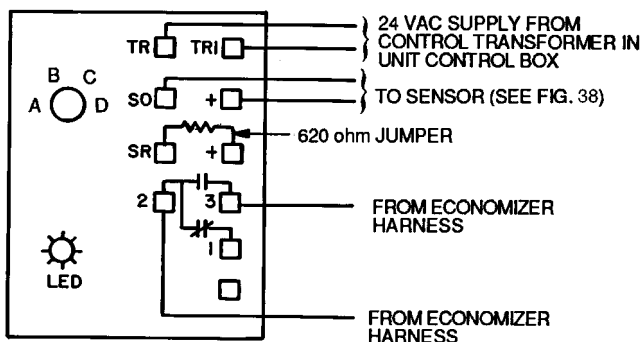 TR TR1
24 VAC SUPPLY FROM
CONTROL TRANSFORMER IN
UNIT CONTROL BOX
A B C D
SO +
TO SENSOR (SEE FIG. 38)
SR +
620 ohm JUMPER
2 3
FROM ECONOMIZER
HARNESS
1
LED
FROM ECONOMIZER
HARNESS